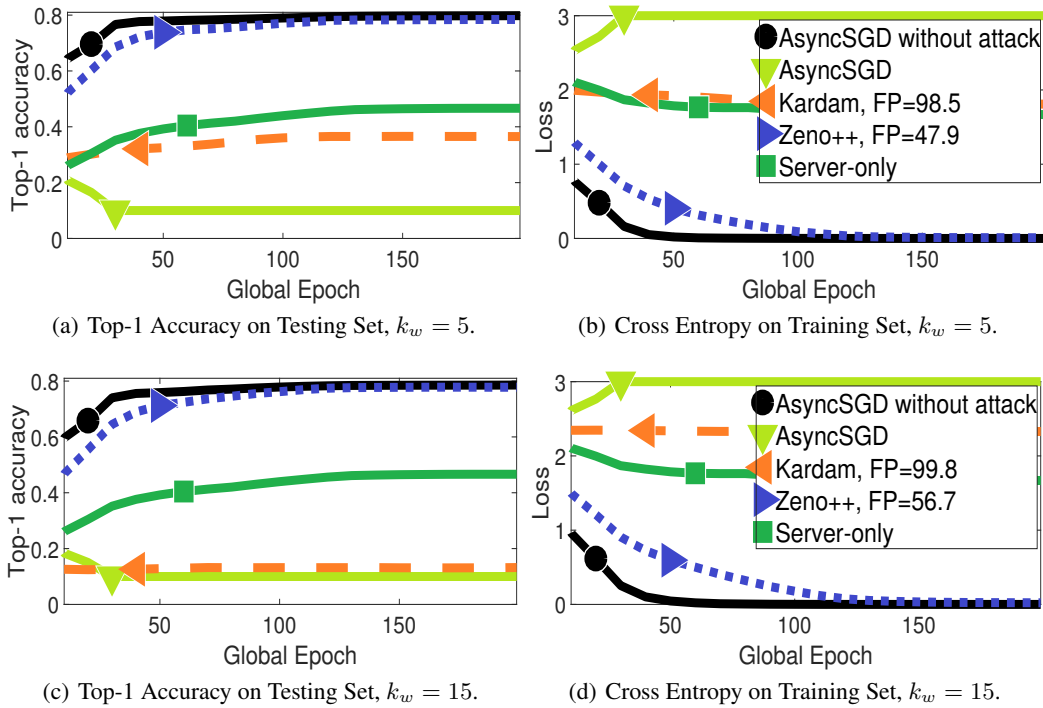 0.8
0.6
0.4
0.2
0
Top-1 accuracy
50
100
150
Global Epoch
(a) Top-1 Accuracy on Testing Set, k_w = 5.
3
2
1
0
Loss
AsyncSGD without attack
AsyncSGD
Kardam, FP=98.5
Zeno++, FP=47.9
Server-only
50
100
150
Global Epoch
(b) Cross Entropy on Training Set, k_w = 5.
0.8
0.6
0.4
0.2
0
Top-1 accuracy
50
100
150
Global Epoch
(c) Top-1 Accuracy on Testing Set, k_w = 15.
3
2
1
0
Loss
AsyncSGD without attack
AsyncSGD
Kardam, FP=99.8
Zeno++, FP=56.7
Server-only
50
100
150
Global Epoch
(d) Cross Entropy on Training Set, k_w = 15.